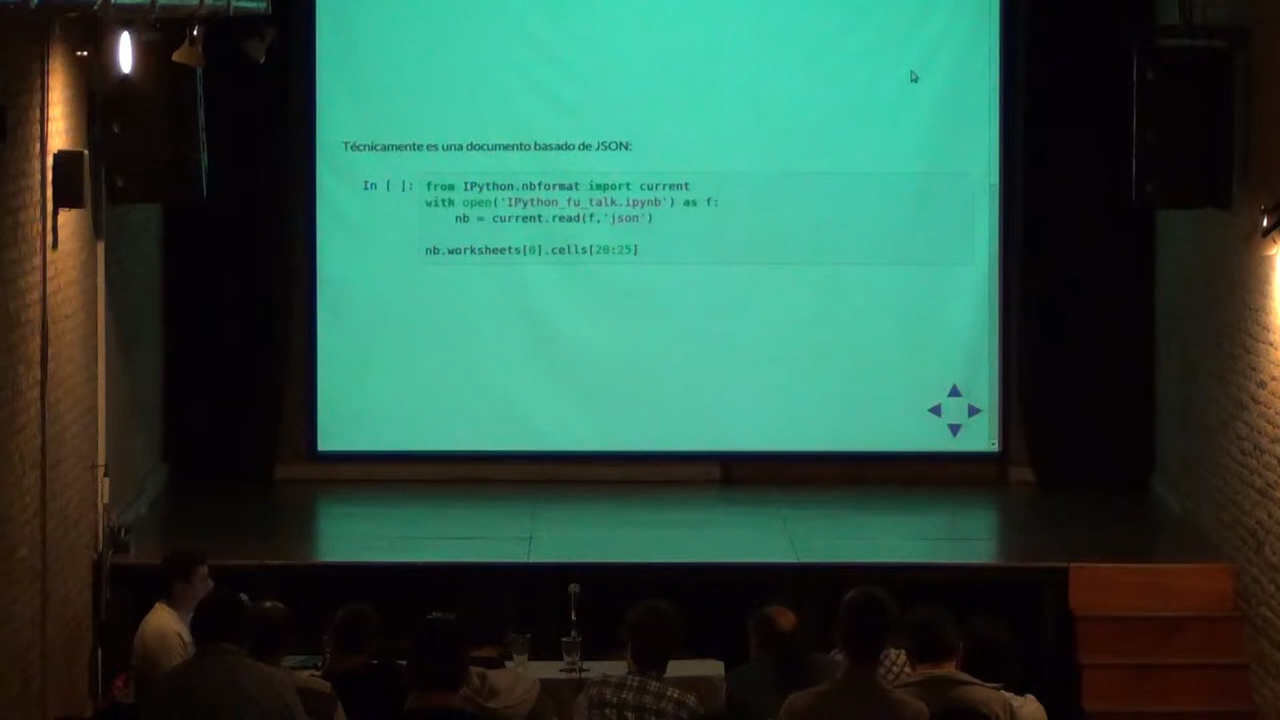 Técnicamente es una documento basado de JSON:
In [ ]: from IPython.nbformat import current
with open('IPython_fu_talk.ipynb') as f:
nb = current.read(f,'json')
nb.worksheets[0].cells[20:25]